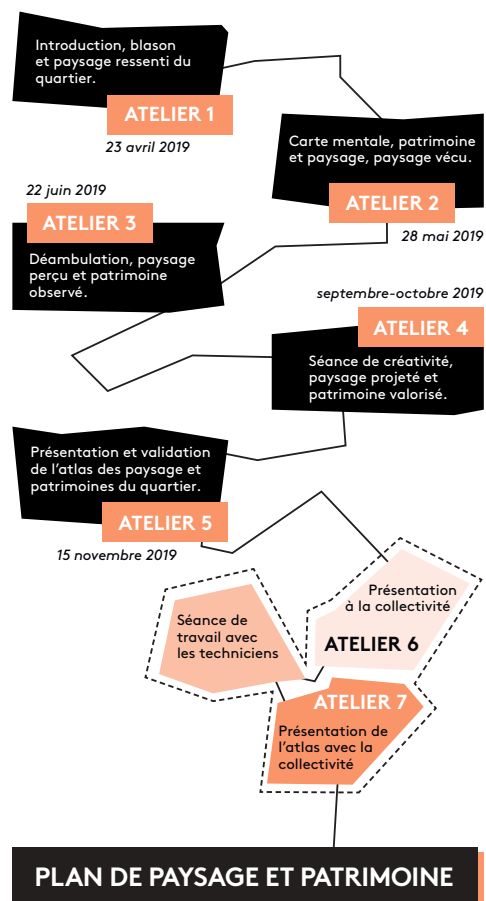 Introduction, blason
et paysage ressenti du
quartier.
ATELIER 1
23 avril 2019
Carte mentale, patrimoine
et paysage, paysage vécu.
ATELIER 2
28 mai 2019
22 juin 2019
ATELIER 3
Déambulation, paysage
perçu et patrimoine
observé.
septembre-octobre 2019
ATELIER 4
Séance de créativité,
paysage projeté et
patrimoine valorisé.
Présentation et validation
de l'atlas des paysage et
patrimoines du quartier.
ATELIER 5
15 novembre 2019
Présentation
à la collectivité
ATELIER 6
Séance de
travail avec
les techniciens
ATELIER 7
Présentation de
l'atlas avec la
collectivité
PLAN DE PAYSAGE ET PATRIMOINE